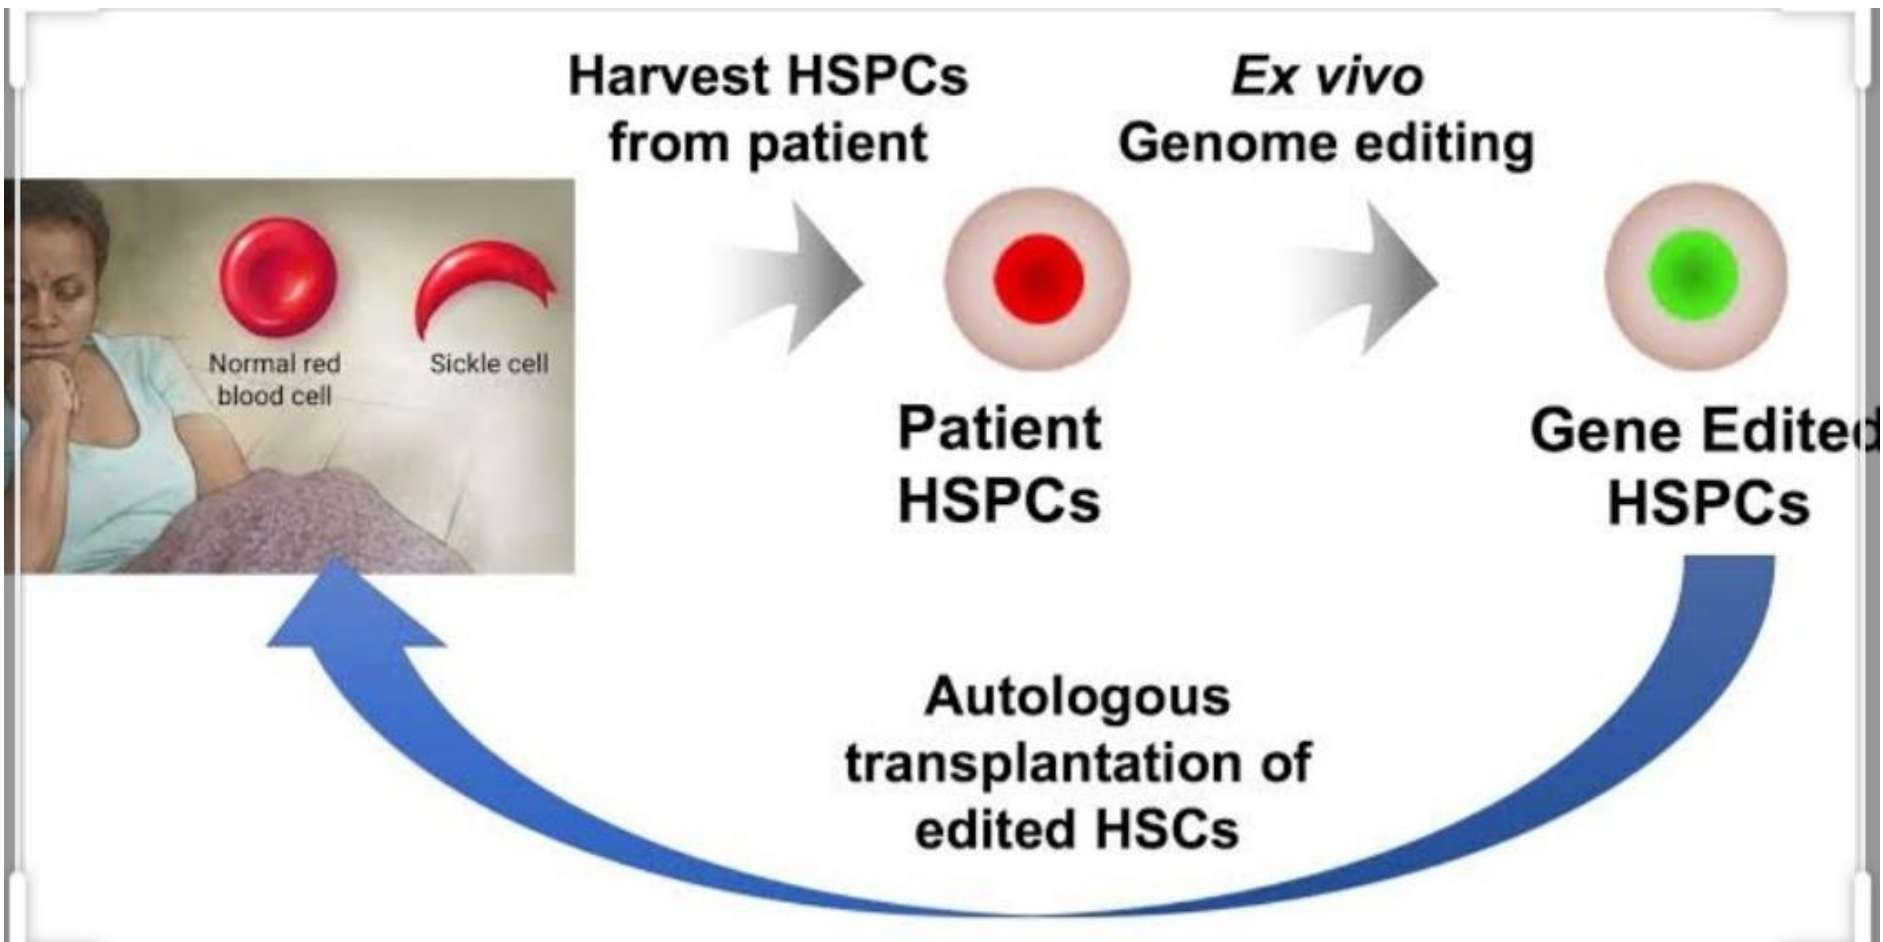 Harvest HSPCs
from patient
Ex vivo
Genome editing
Normal red
blood cell
Sickle cell
Patient
HSPCs
Gene Edited
HSPCs
Autologous
transplantation of
edited HSCs